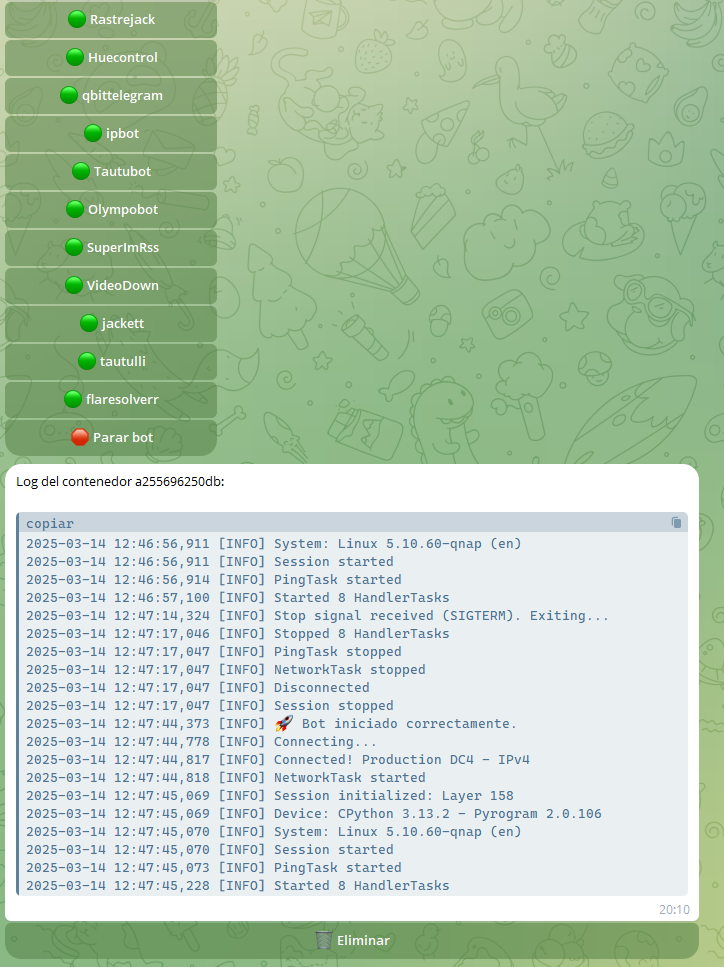 Rastrejack
Huecontrol
qbittelegram
ipbot
Tautubot
Olympobot
SuperImRss
VideoDown
jackett
tautulli
flaresolverr
Parar bot
Log del contenedor a255696250db:
copiar
2025-03-14 12:46:56,911 [INFO] System: Linux 5.10.60-qnap (en)
2025-03-14 12:46:56,911 [INFO] Session started
2025-03-14 12:46:56,914 [INFO] PingTask started
2025-03-14 12:46:57,100 [INFO] Started 8 HandlerTasks
2025-03-14 12:47:14,324 [INFO] Stop signal received (SIGTERM). Exiting...
2025-03-14 12:47:17,046 [INFO] Stopped 8 HandlerTasks
2025-03-14 12:47:17,047 [INFO] PingTask stopped
2025-03-14 12:47:17,047 [INFO] NetworkTask stopped
2025-03-14 12:47:17,047 [INFO] Disconnected
2025-03-14 12:47:17,047 [INFO] Session stopped
2025-03-14 12:47:44,373 [INFO] 🚀 Bot iniciado correctamente.
2025-03-14 12:47:44,778 [INFO] Connecting...
2025-03-14 12:47:44,817 [INFO] Connected! Production DC4 - IPv4
2025-03-14 12:47:44,818 [INFO] NetworkTask started
2025-03-14 12:47:45,069 [INFO] Session initialized: Layer 158
2025-03-14 12:47:45,069 [INFO] Device: CPython 3.13.2 - Pyrogram 2.0.106
2025-03-14 12:47:45,070 [INFO] System: Linux 5.10.60-qnap (en)
2025-03-14 12:47:45,070 [INFO] Session started
2025-03-14 12:47:45,073 [INFO] PingTask started
2025-03-14 12:47:45,228 [INFO] Started 8 HandlerTasks
20:10
Eliminar